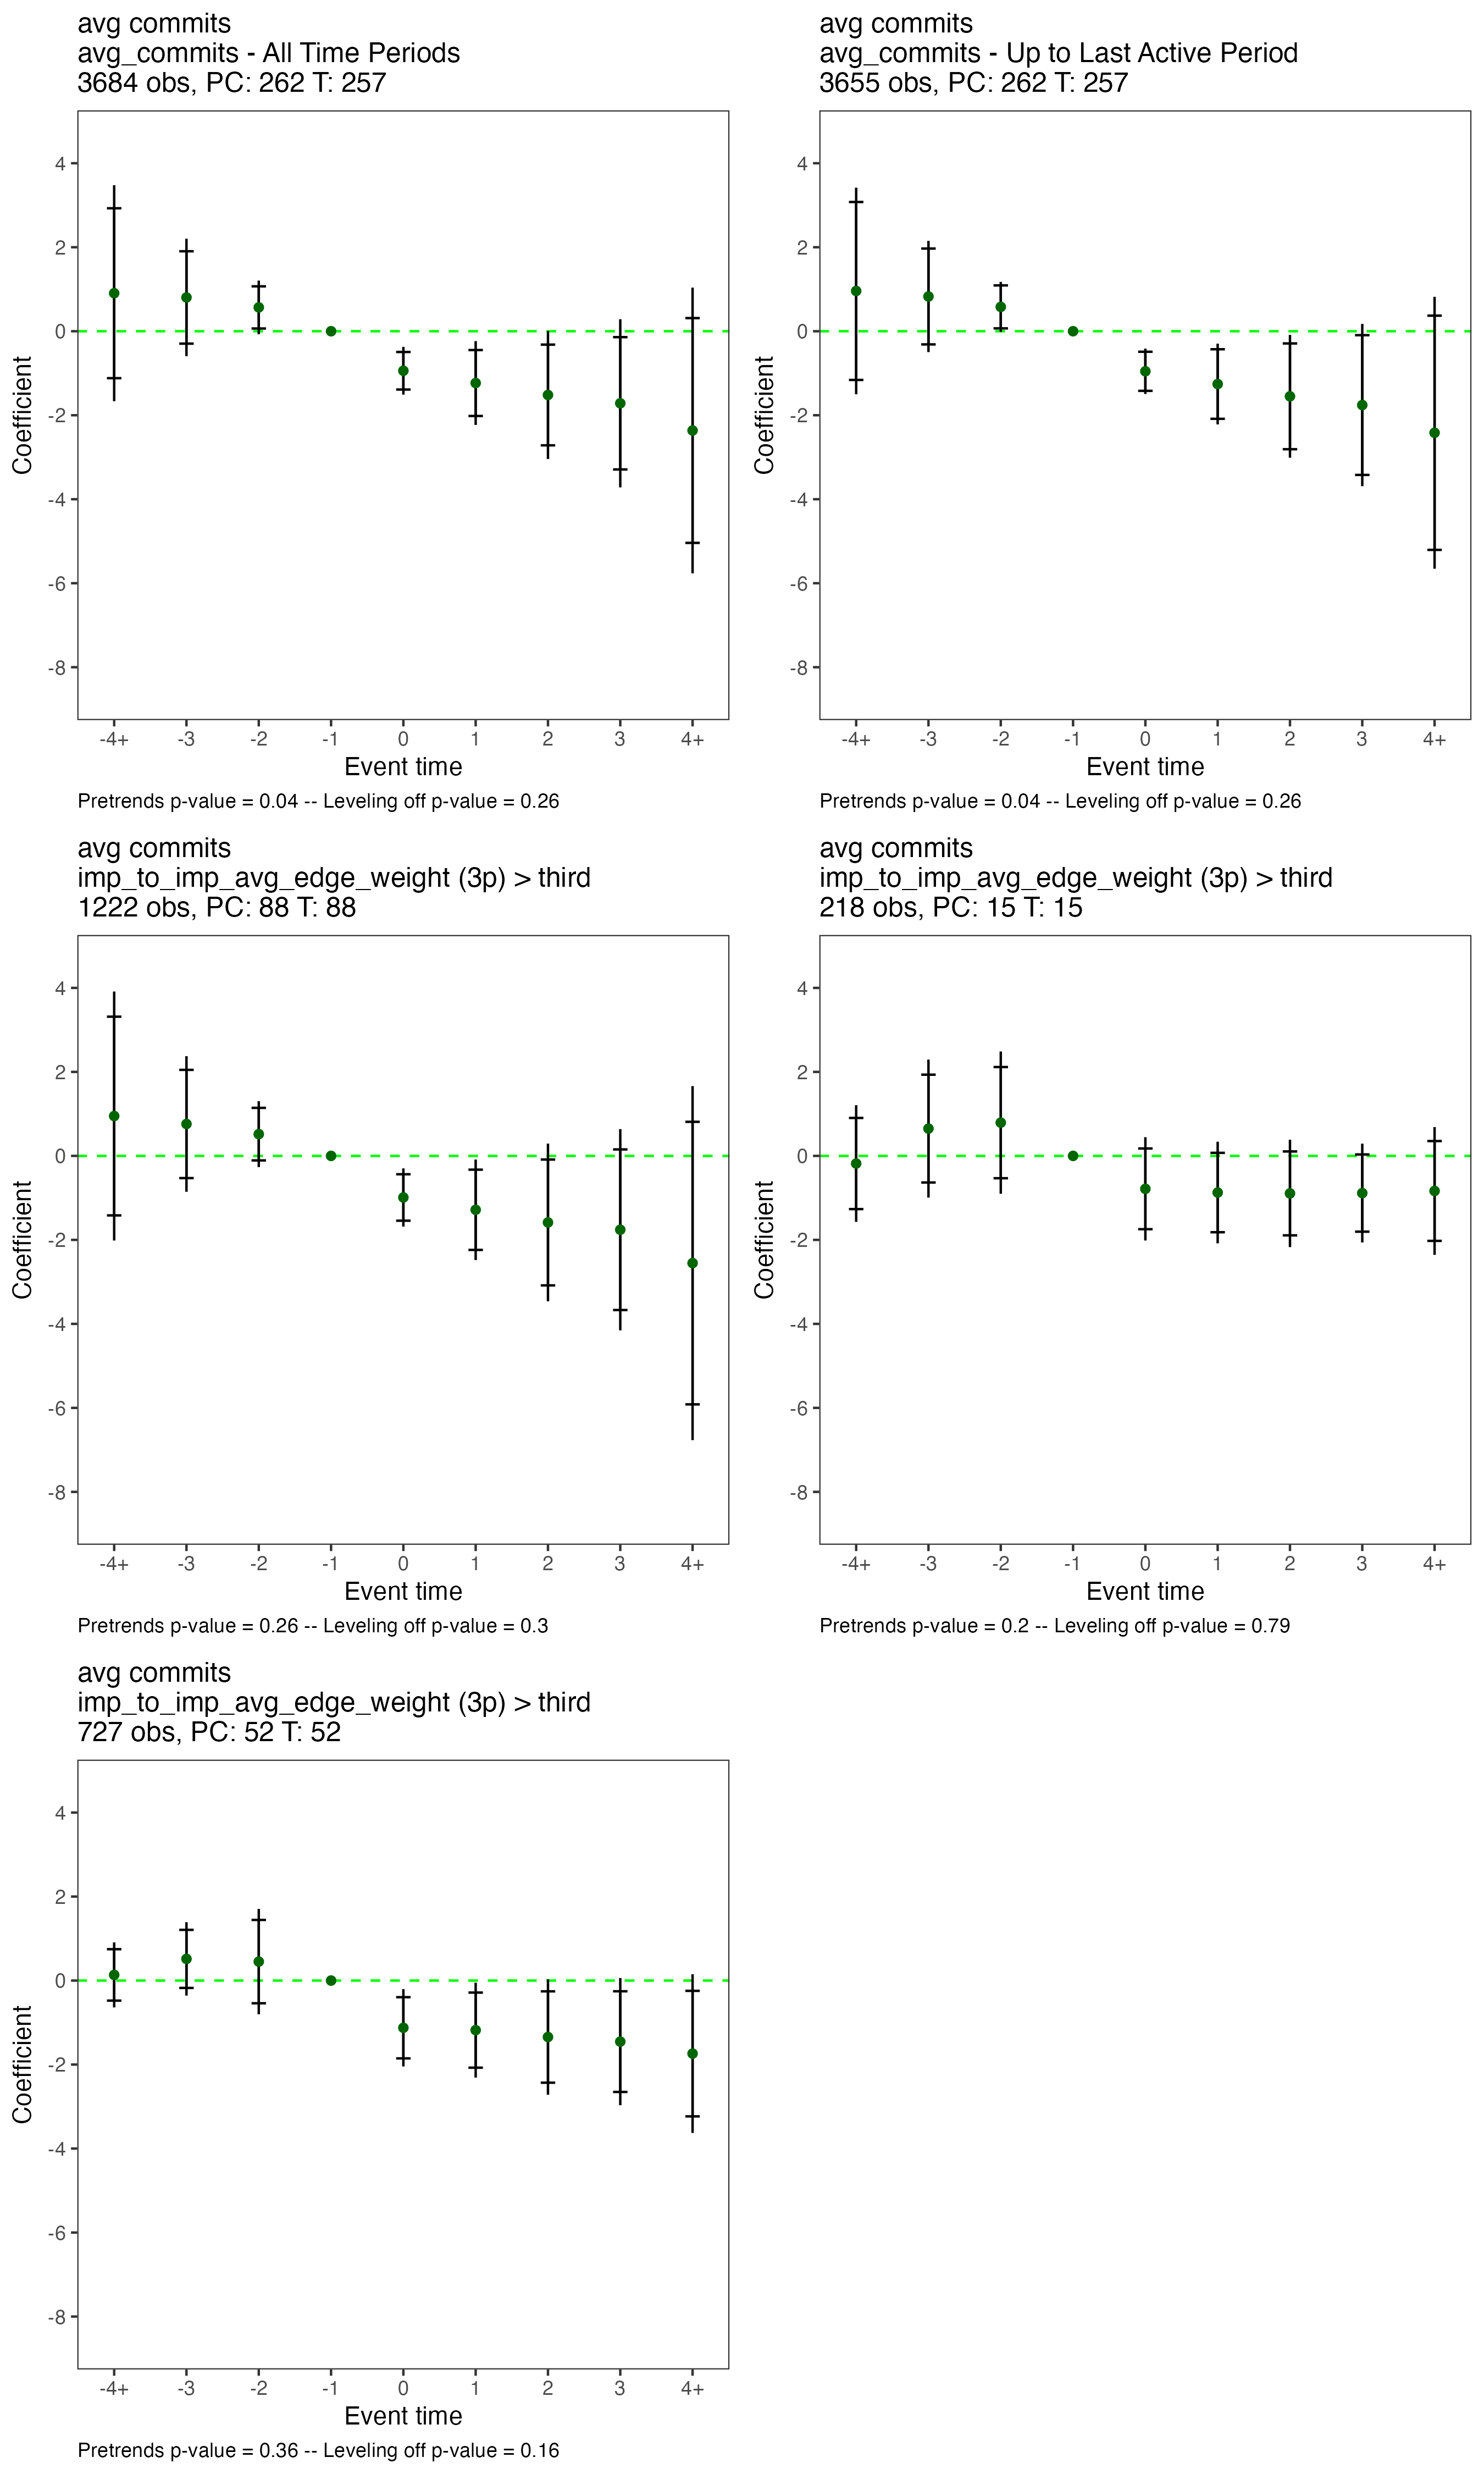 avg commits
avg_commits - All Time Periods
3684 obs, PC: 262 T: 257
4
2
0
-2
-4
-6
-8
Coefficient
-4+ -3 -2 -1 0 1 2 3 4+
Event time
Pretrends p-value = 0.04 -- Leveling off p-value = 0.26
avg commits
avg_commits - Up to Last Active Period
3655 obs, PC: 262 T: 257
4
2
0
-2
-4
-6
-8
Coefficient
-4+ -3 -2 -1 0 1 2 3 4+
Event time
Pretrends p-value = 0.04 -- Leveling off p-value = 0.26
avg commits
imp_to_imp_avg_edge_weight (3p) > third
1222 obs, PC: 88 T: 88
4
2
0
-2
-4
-6
-8
Coefficient
-4+ -3 -2 -1 0 1 2 3 4+
Event time
Pretrends p-value = 0.26 -- Leveling off p-value = 0.3
avg commits
imp_to_imp_avg_edge_weight (3p) > third
218 obs, PC: 15 T: 15
4
2
0
-2
-4
-6
-8
Coefficient
-4+ -3 -2 -1 0 1 2 3 4+
Event time
Pretrends p-value = 0.2 -- Leveling off p-value = 0.79
avg commits
imp_to_imp_avg_edge_weight (3p) > third
727 obs, PC: 52 T: 52
4
2
0
-2
-4
-6
-8
Coefficient
-4+ -3 -2 -1 0 1 2 3 4+
Event time
Pretrends p-value = 0.36 -- Leveling off p-value = 0.16